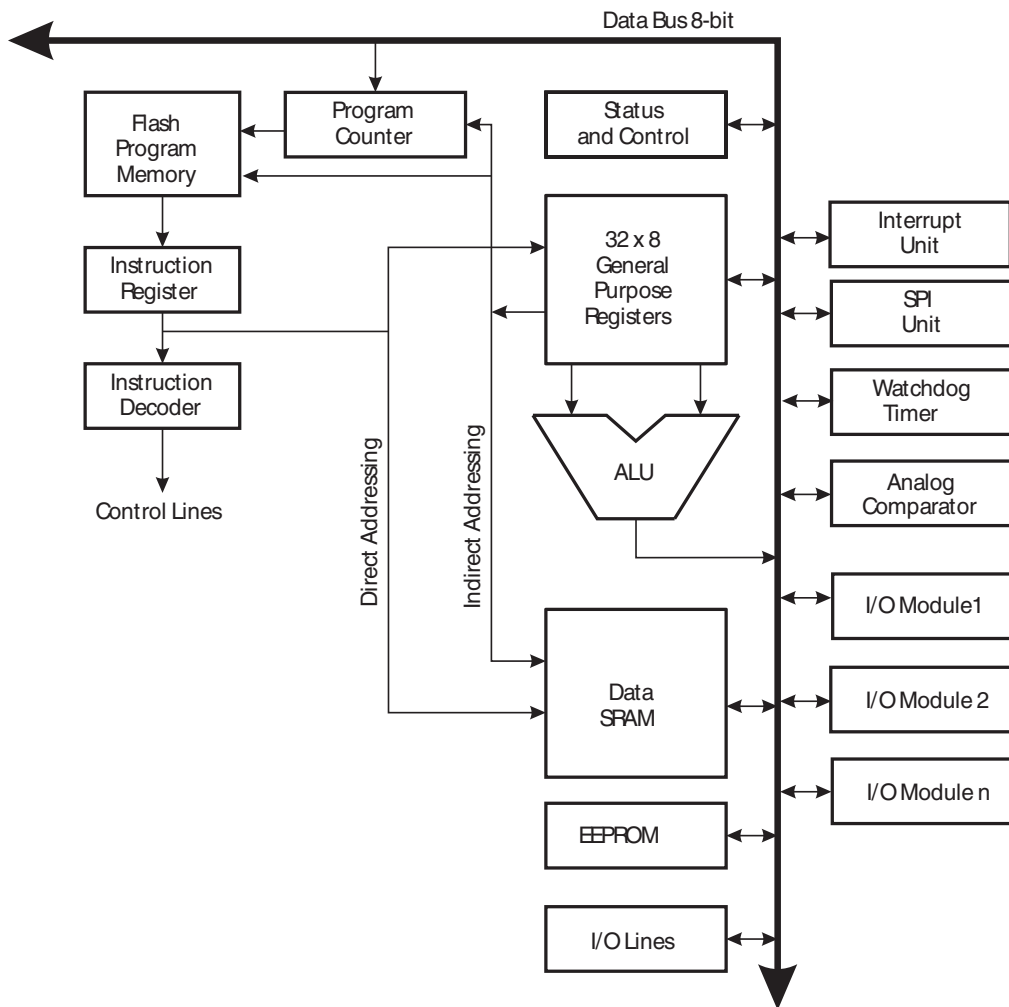 Data Bus 8-bit
Flash
Program
Memory
Program
Counter
Status
and Control
32 x 8
General
Purpose
Registers
Interrupt
Unit
Instruction
Register
SPI
Unit
Instruction
Decoder
Watchdog
Timer
Control Lines
Direct Addressing
Indirect Addressing
ALU
Analog
Comparator
I/O Module1
Data
SRAM
I/O Module 2
I/O Module n
EEPROM
I/O Lines